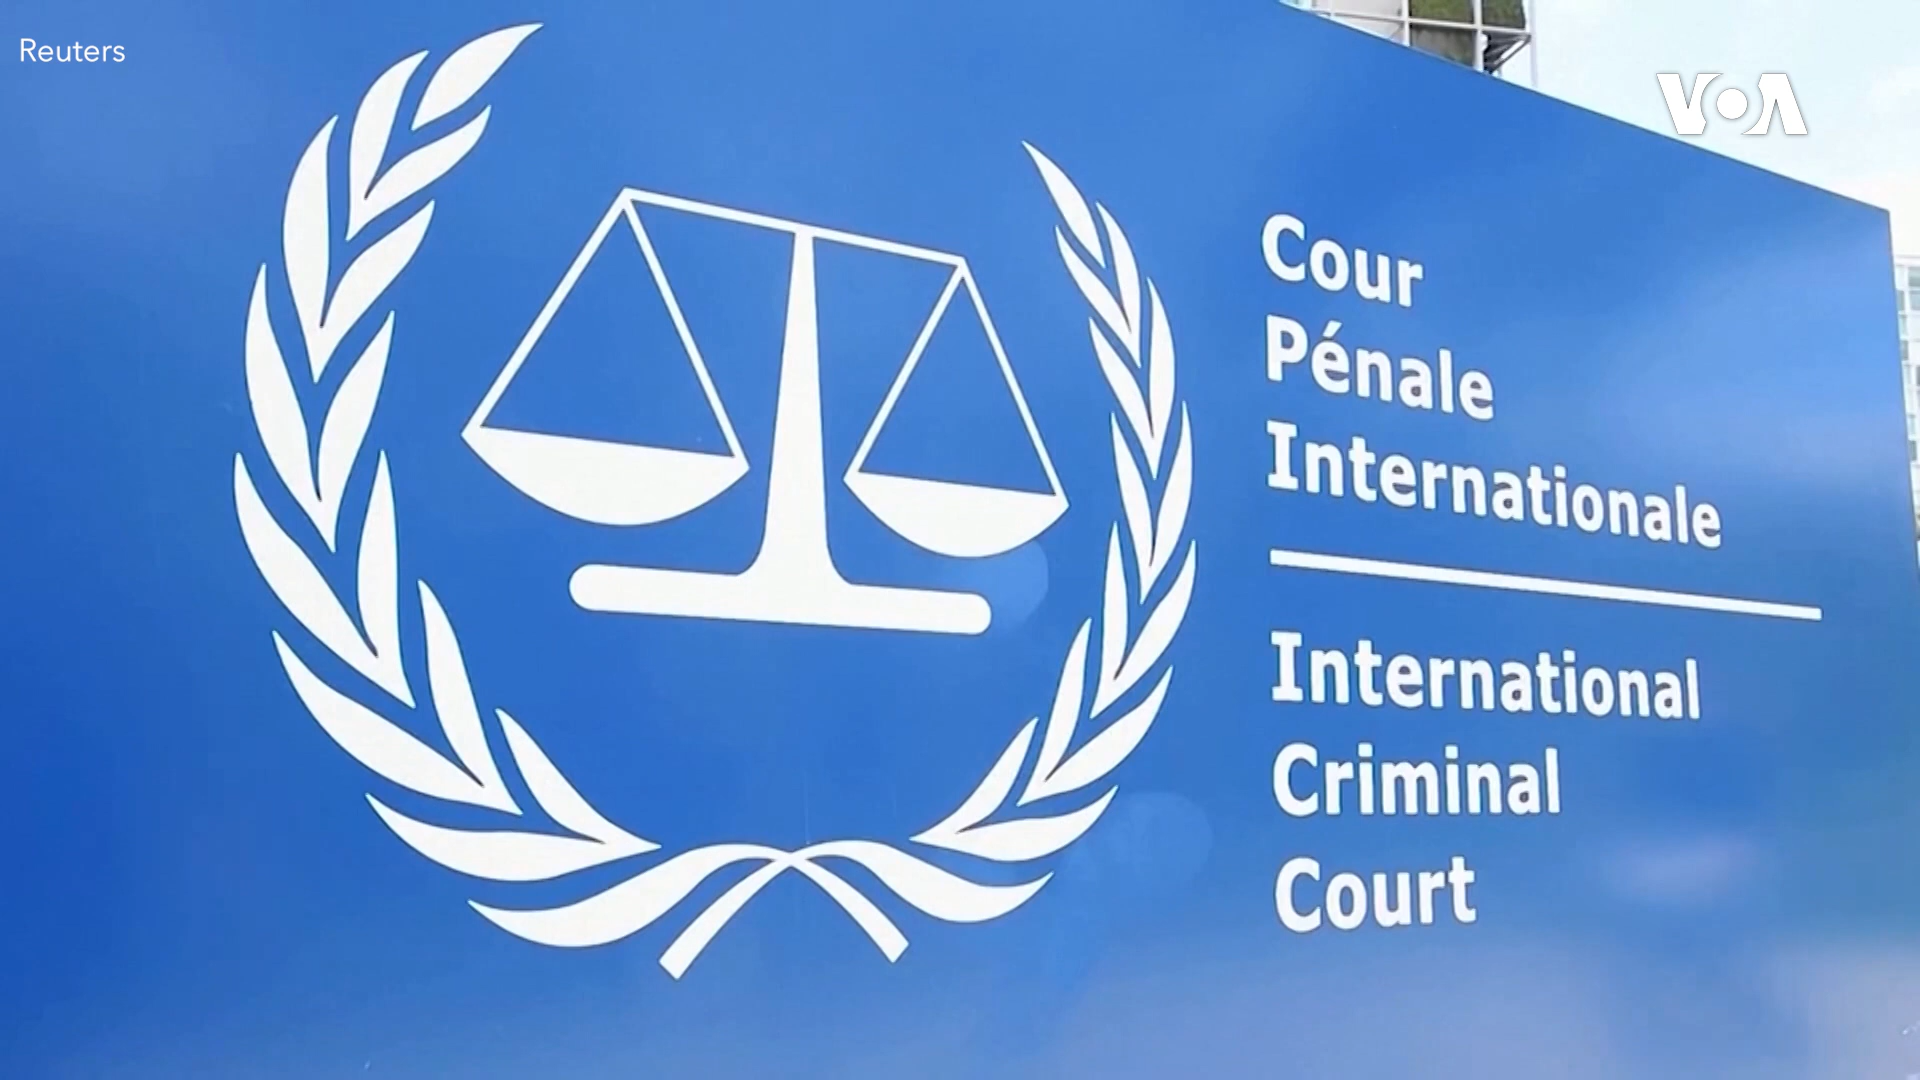 Reuters
VOA
Cour
Pénale
Internationale
International
Criminal
Court